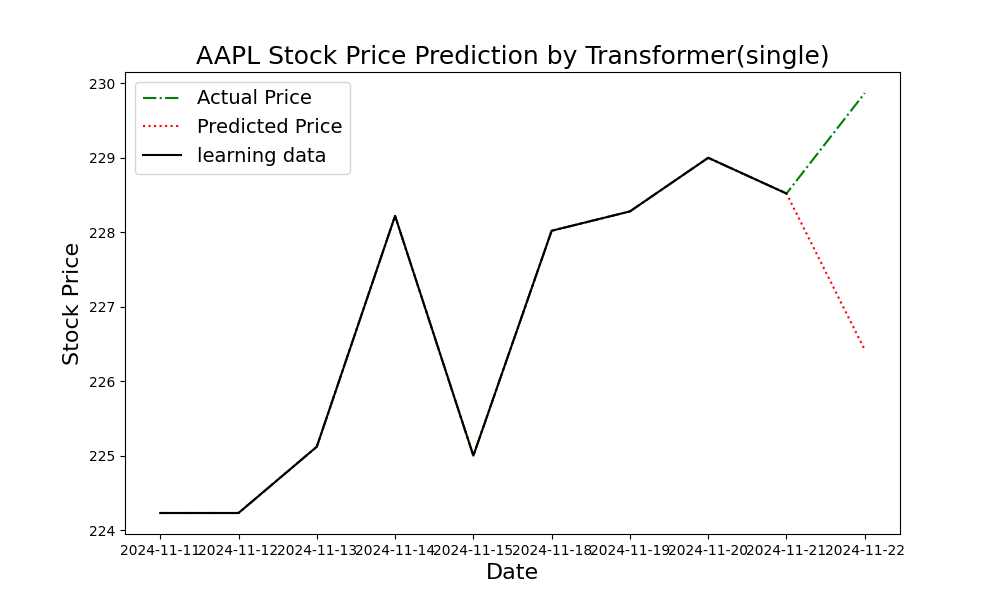 AAPL Stock Price Prediction by Transformer(single)
Actual Price
Predicted Price
learning data
230
229
228
227
226
225
224
Stock Price
2024-11-11 2024-11-12 2024-11-13 2024-11-14 2024-11-15 2024-11-18 2024-11-19 2024-11-20 2024-11-21 2024-11-22
Date